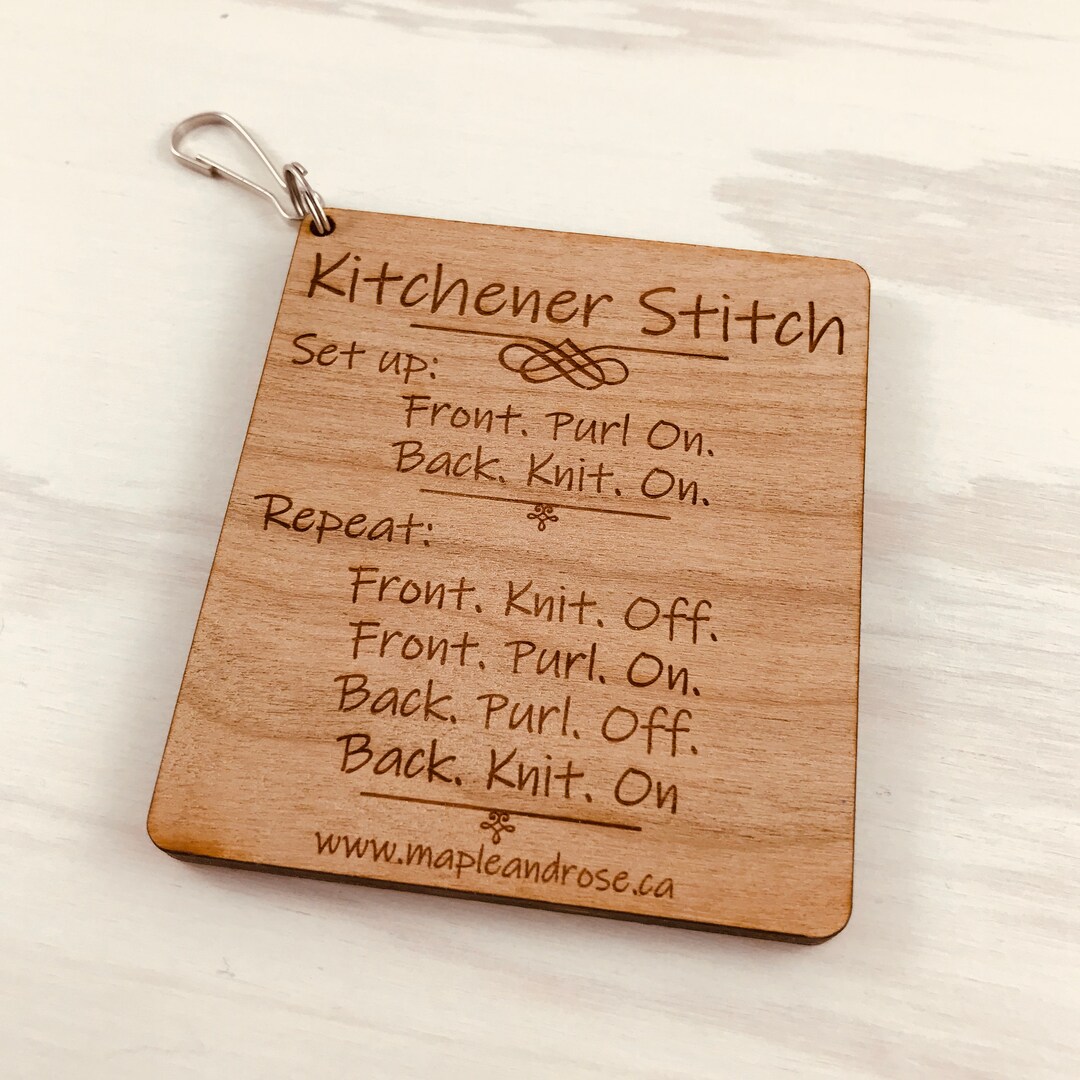 Kitchener Stitch
Set up:
Front. Purl On.
Back. Knit. On.
Repeat:
Front. Knit. Off.
Front. Purl. On.
Back. Purl. Off.
Back. Knit. On
www.mapleandrose.ca